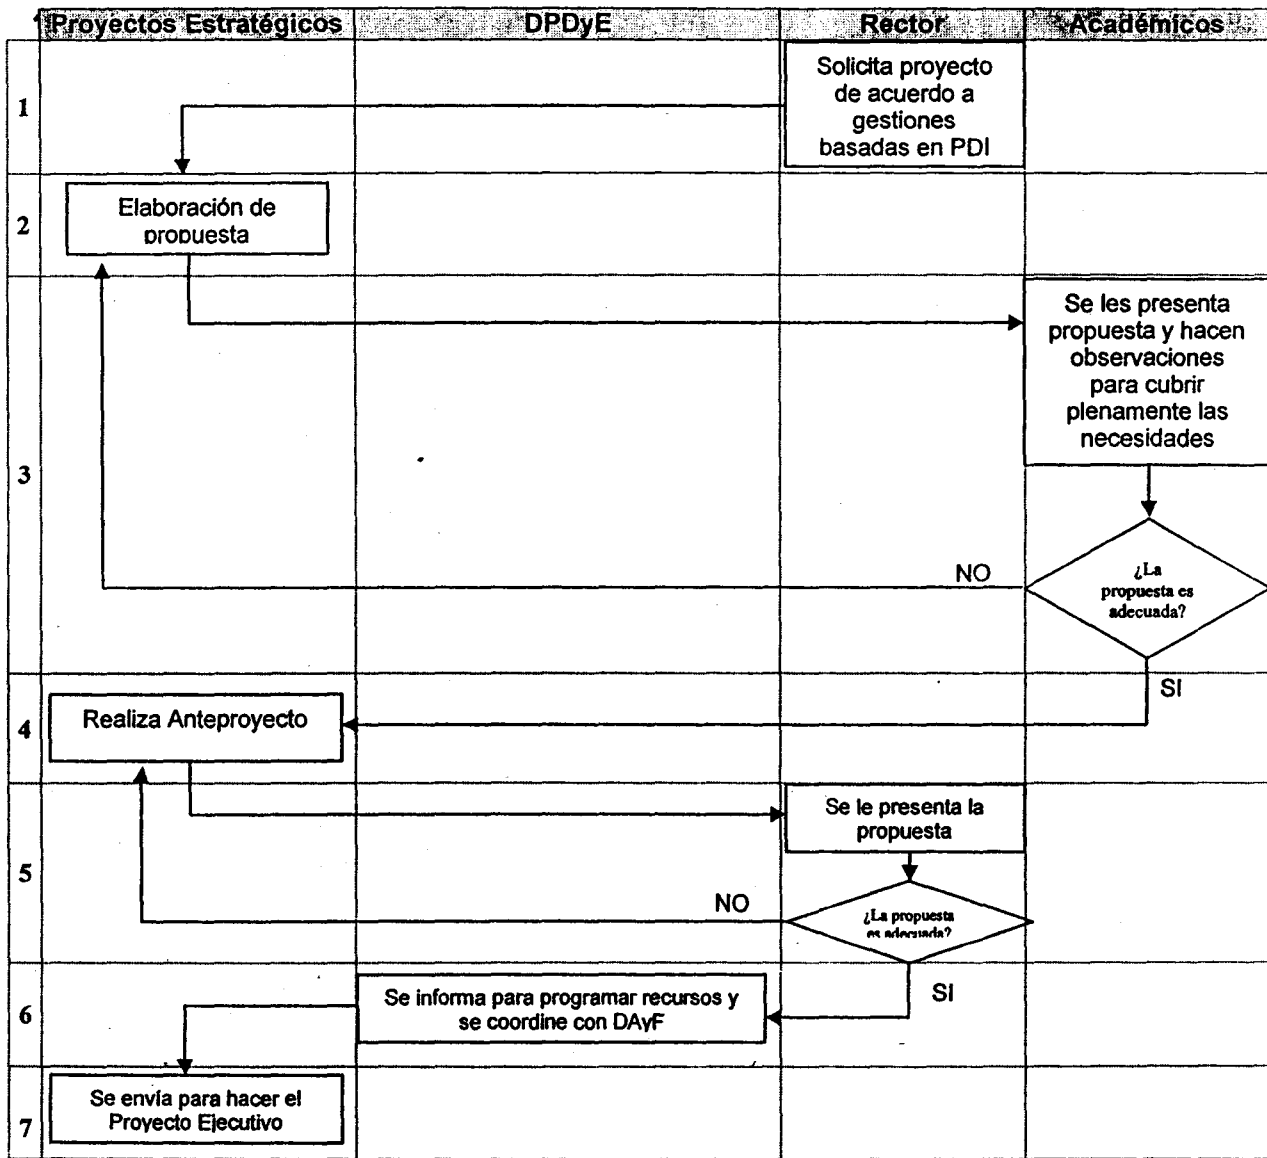 Proyectos Estratégicos
DPDyE
Rector
Académicos
1
Solicita proyecto
de acuerdo a
gestiones
basadas en PDI
2
Elaboración de
propuesta
3
Se les presenta
propuesta y hacen
observaciones
para cubrir
plenamente las
necesidades
NO
¿La
propuesta es
adecuada?
SI
4
Realiza Anteproyecto
5
Se le presenta la
propuesta
NO
¿La propuesta
es adecuada?
SI
6
Se informa para programar recursos y
se coordine con DAyF
7
Se envía para hacer el
Proyecto Ejecutivo